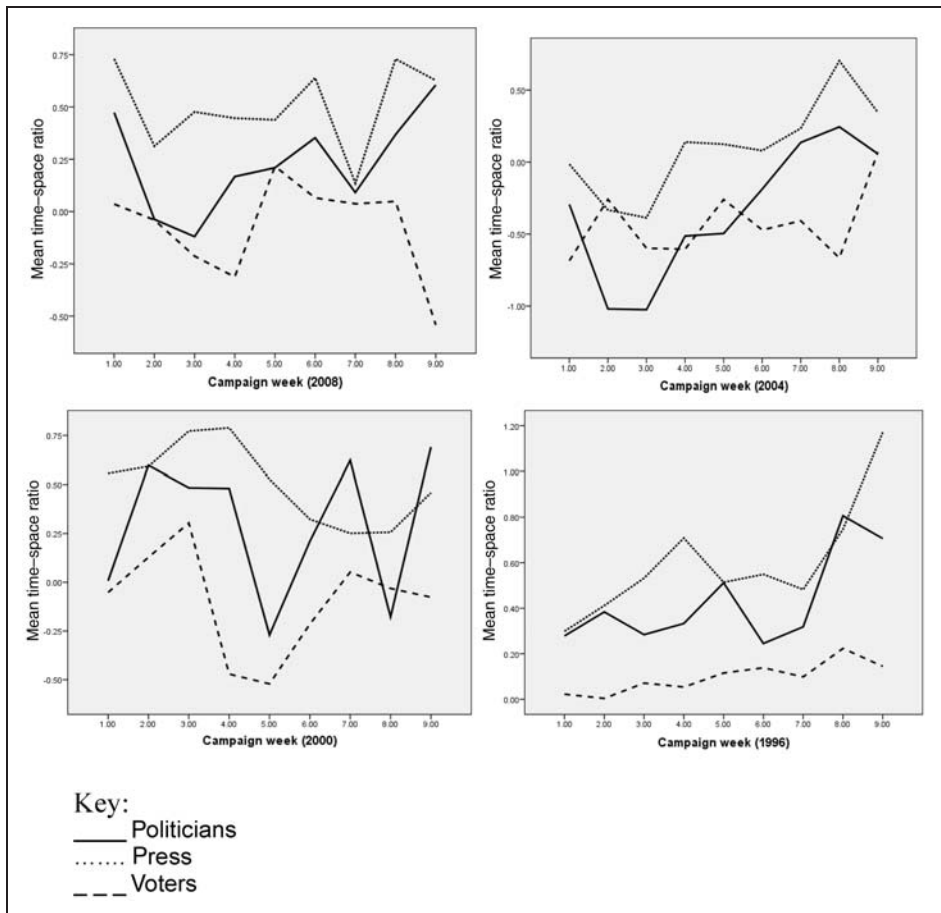 Mean time–space ratio
0.75
0.50
0.25
0.00
-0.25
-0.50
1.00 2.00 3.00 4.00 5.00 6.00 7.00 8.00 9.00
Campaign week (2008)
Mean time–space ratio
0.50
0.00
-0.50
-1.00
1.00 2.00 3.00 4.00 5.00 6.00 7.00 8.00 9.00
Campaign week (2004)
Mean time–space ratio
0.75
0.50
0.25
0.00
-0.25
-0.50
1.00 2.00 3.00 4.00 5.00 6.00 7.00 8.00 9.00
Campaign week (2000)
Mean time–space ratio
1.20
1.00
0.80
0.60
0.40
0.20
0.00
1.00 2.00 3.00 4.00 5.00 6.00 7.00 8.00 9.00
Campaign week (1996)
Key:
Politicians
Press
Voters